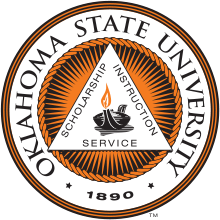 OKLAHOMA STATE UNIVERSITY
SCHOLARSHIP
INSTRUCTION
SERVICE
★ 1890 ★
™